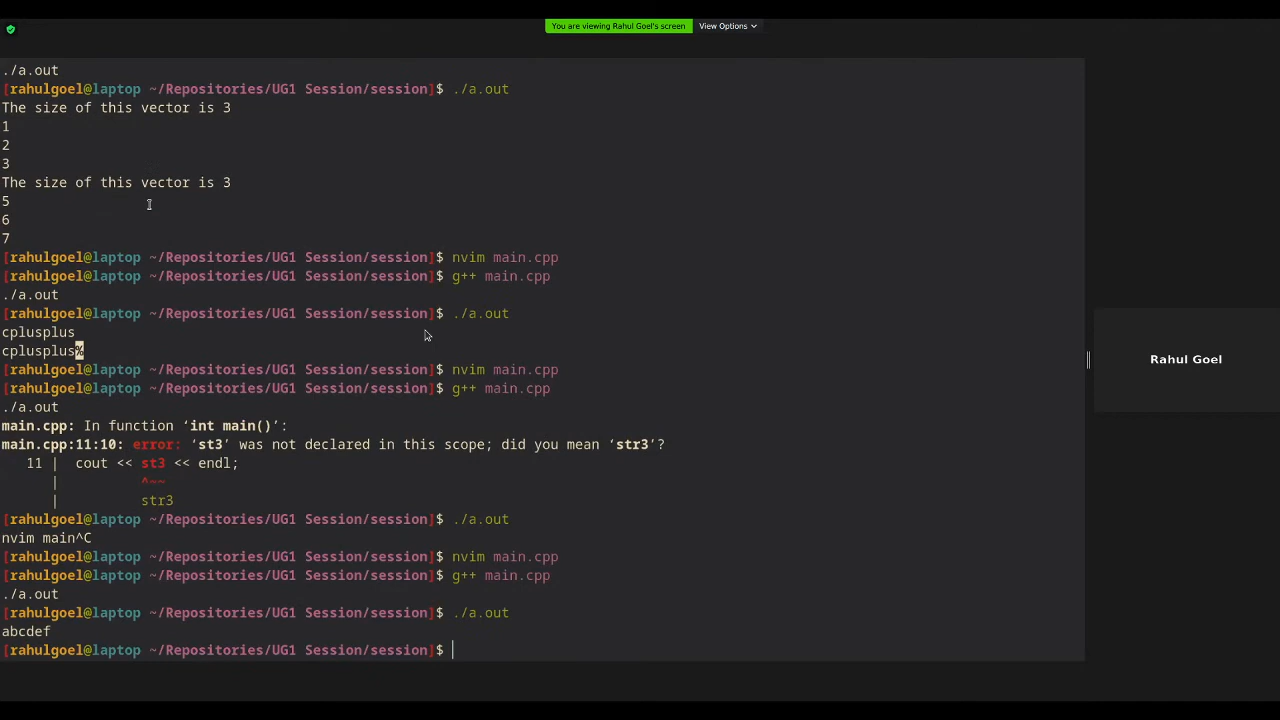 You are viewing Rahul Goel's screen
View Options
./a.out
[rahulgoel@laptop ~/Repositories/UG1 Session/session]$ ./a.out
The size of this vector is 3
1
2
3
The size of this vector is 3
5
6
7
[rahulgoel@laptop ~/Repositories/UG1 Session/session]$ nvim main.cpp
[rahulgoel@laptop ~/Repositories/UG1 Session/session]$ g++ main.cpp
./a.out
[rahulgoel@laptop ~/Repositories/UG1 Session/session]$ ./a.out
cplusplus
cplusplus%
[rahulgoel@laptop ~/Repositories/UG1 Session/session]$ nvim main.cpp
[rahulgoel@laptop ~/Repositories/UG1 Session/session]$ g++ main.cpp
./a.out
main.cpp: In function ‘int main()’:
main.cpp:11:10: error: ‘st3’ was not declared in this scope; did you mean ‘str3’?
11 | cout << st3 << endl;
| ^~~
| str3
[rahulgoel@laptop ~/Repositories/UG1 Session/session]$ ./a.out
nvim main^C
[rahulgoel@laptop ~/Repositories/UG1 Session/session]$ nvim main.cpp
[rahulgoel@laptop ~/Repositories/UG1 Session/session]$ g++ main.cpp
./a.out
[rahulgoel@laptop ~/Repositories/UG1 Session/session]$ ./a.out
abcdef
[rahulgoel@laptop ~/Repositories/UG1 Session/session]$
Rahul Goel